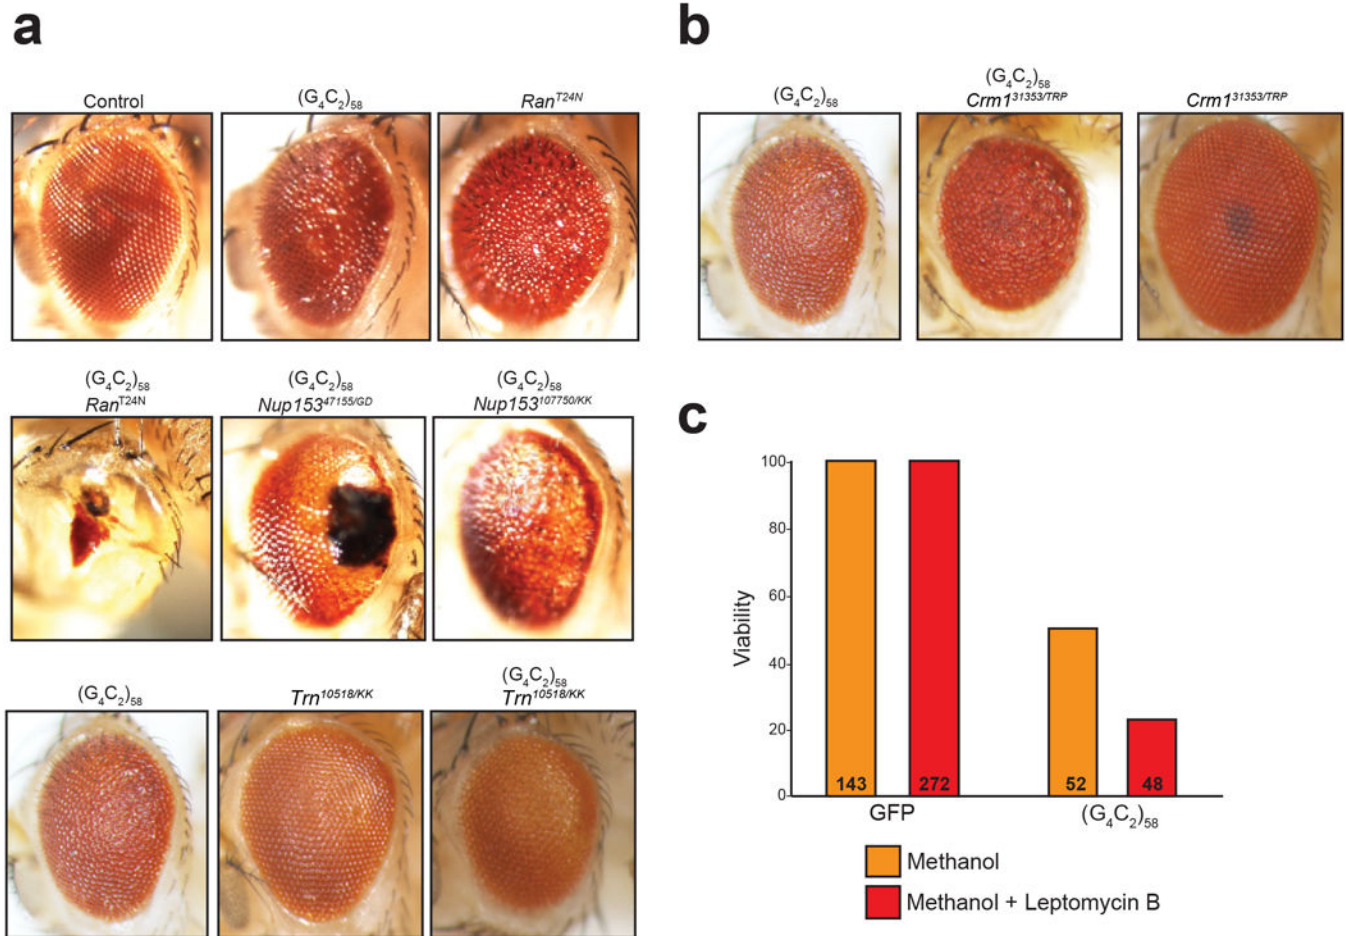 a
Control
(G₄C₂)₅₈
Ranᵀ²⁴ᴺ
(G₄C₂)₅₈
Ranᵀ²⁴ᴺ
(G₄C₂)₅₈
Nup153⁴⁷¹⁵⁵/ᴳᴰ
(G₄C₂)₅₈
Nup153¹⁰⁷⁷⁵⁰/ᴷᴷ
(G₄C₂)₅₈
Trn¹⁰⁵¹⁸/ᴷᴷ
(G₄C₂)₅₈
Trn¹⁰⁵¹⁸/ᴷᴷ
b
(G₄C₂)₅₈
(G₄C₂)₅₈
Crm1³¹³⁵³/ᵀᴿᴾ
Crm1³¹³⁵³/ᵀᴿᴾ
c
Viability
100
80
60
40
20
0
143
272
52
48
GFP
(G₄C₂)₅₈
Methanol
Methanol + Leptomycin B